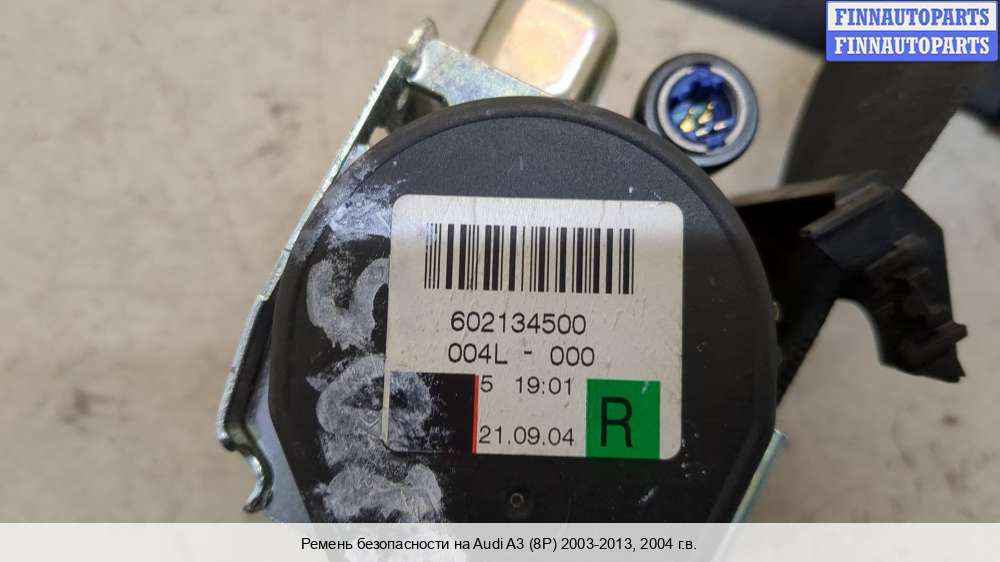 FINNAUTOPARTS
FINNAUTOPARTS
602134500
004L - 000
5 19:01
21.09.04
R
Ремень безопасности на Audi A3 (8P) 2003-2013, 2004 г.в.